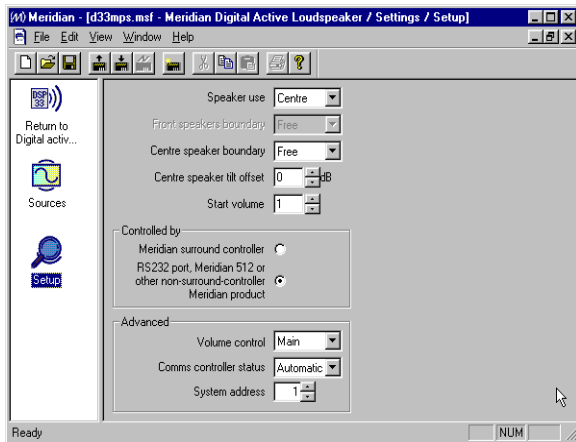 Meridian - [d33mps.msf - Meridian Digital Active Loudspeaker / Settings / Setup]
File Edit View Window Help
DSP 33
Return to
Digital activ...
Sources
Setup
Speaker use Centre
Front speakers boundary Free
Centre speaker boundary Free
Centre speaker tilt offset 0 dB
Start volume 1
Controlled by
Meridian surround controller
RS232 port, Meridian 512 or
other non-surround-controller
Meridian product
Advanced
Volume control Main
Comms controller status Automatic
System address 1
Ready NUM